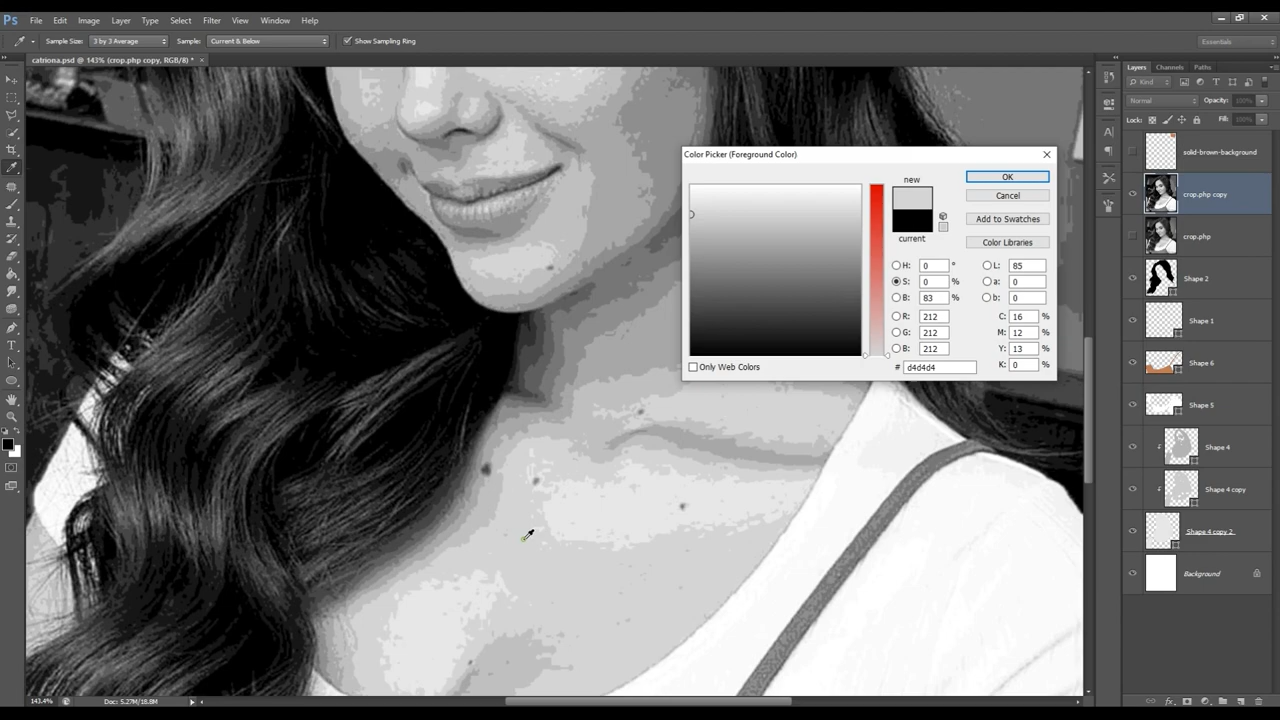 Ps File Edit Image Layer Type Select Filter View Window Help
Sample Size: 3 by 3 Average Sample: Current & Below Show Sampling Ring Essentials
catriona.psd @ 143% (crop.php copy, RGB/8) * ×
Layers Channels Paths
Kind
Normal Opacity: 100%
Lock: Fill: 100%
solid-brown-background
crop.php copy
crop.php
Shape 2
Shape 1
Shape 6
Shape 5
Shape 4
Shape 4 copy
Shape 4 copy 2
Background
Color Picker (Foreground Color)
new
current
OK
Cancel
Add to Swatches
Color Libraries
H: 0 ° L: 85
S: 0 % a: 0
B: 83 % b: 0
R: 212 C: 16 %
G: 212 M: 12 %
B: 212 Y: 13 %
# d4d4d4 K: 0 %
Only Web Colors
143.4% Doc: 5.27M/18.8M